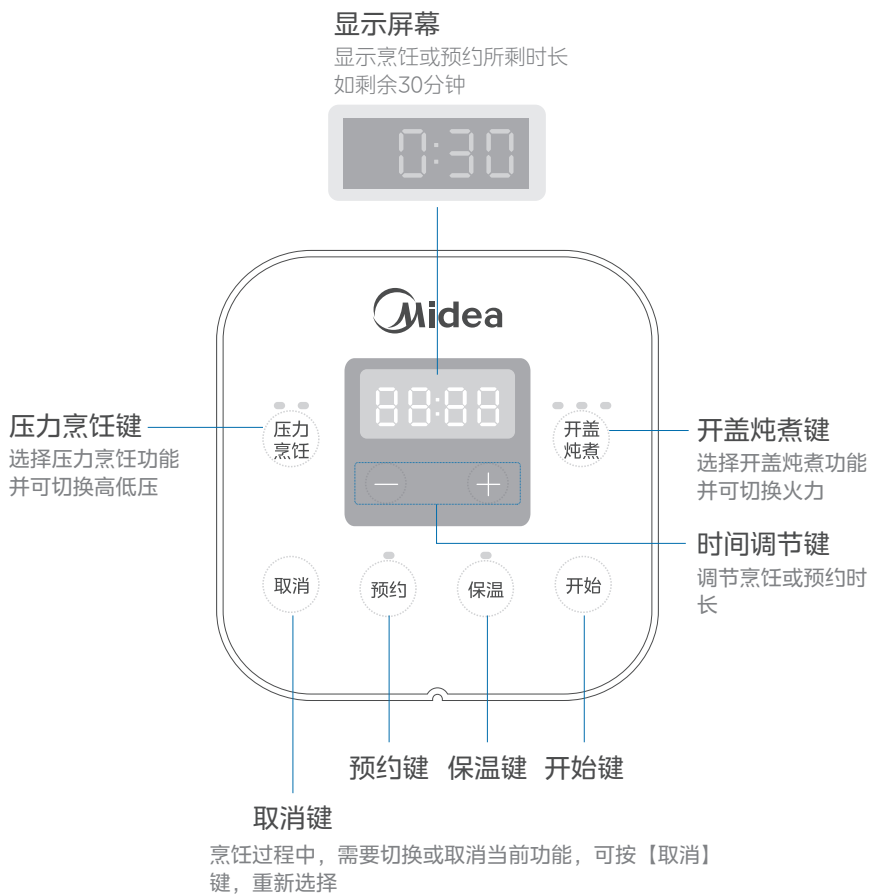 显示屏幕
显示烹饪或预约所剩时长
如剩余30分钟
0:30
Midea
88:88
压力烹饪键
选择压力烹饪功能
并可切换高低压
压力
烹饪
开盖
炖煮
开盖炖煮键
选择开盖炖煮功能
并可切换火力
－ ＋
时间调节键
调节烹饪或预约时
长
取消
预约
保温
开始
预约键
保温键
开始键
取消键
烹饪过程中，需要切换或取消当前功能，可按【取消】
键，重新选择